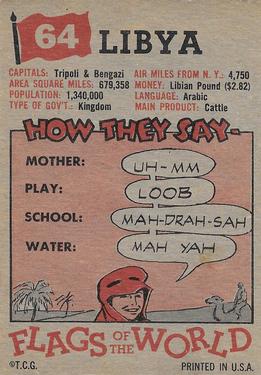 64 LIBYA
CAPITALS: Tripoli & Bengazi AIR MILES FROM N. Y.: 4,750
AREA SQUARE MILES: 679,358 MONEY: Libian Pound ($2.82)
POPULATION: 1,340,000 LANGUAGE: Arabic
TYPE OF GOV'T.: Kingdom MAIN PRODUCT: Cattle
HOW THEY SAY-
MOTHER: UH-MM
PLAY: LOOB
SCHOOL: MAH-DRAH-SAH
WATER: MAH YAH
FLAGS OF THE WORLD
©T.C.G. PRINTED IN U.S.A.